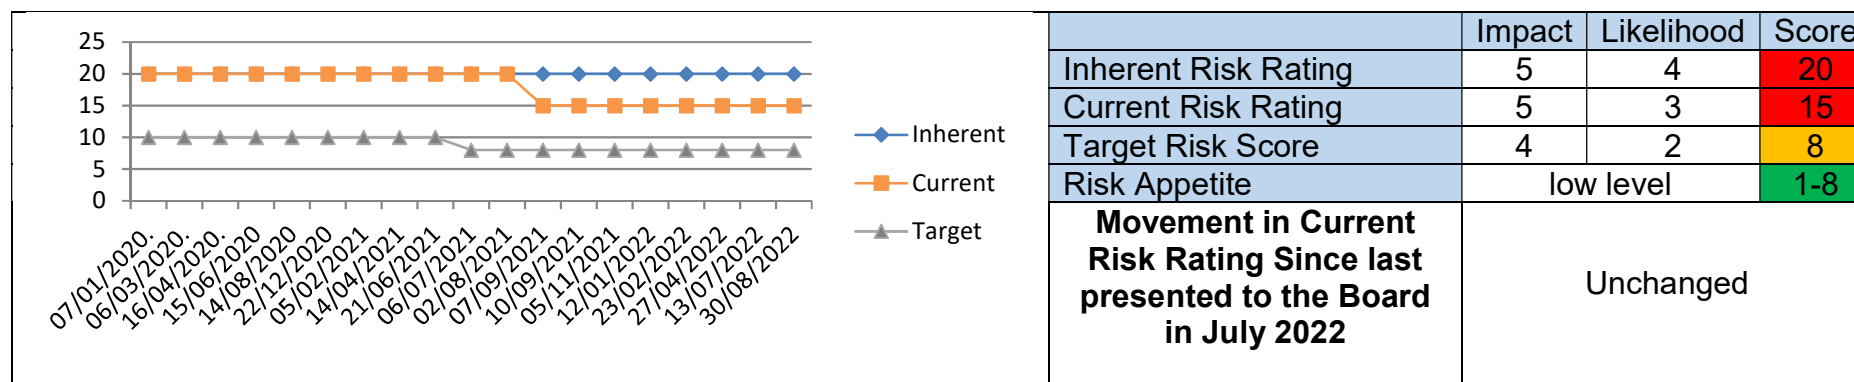 25
20
15
10
5
0
07/01/2020.
06/03/2020.
16/04/2020.
15/06/2020
14/08/2020
22/12/2020
05/02/2021
14/04/2021
21/06/2021
06/07/2021
02/08/2021
07/09/2021
10/09/2021
05/11/2021
12/01/2022
23/02/2022
27/04/2022
13/07/2022
30/08/2022
Inherent
Current
Target
Impact Likelihood Score
Inherent Risk Rating 5 4 20
Current Risk Rating 5 3 15
Target Risk Score 4 2 8
Risk Appetite low level 1-8
Movement in Current
Risk Rating Since last
presented to the Board
in July 2022
Unchanged